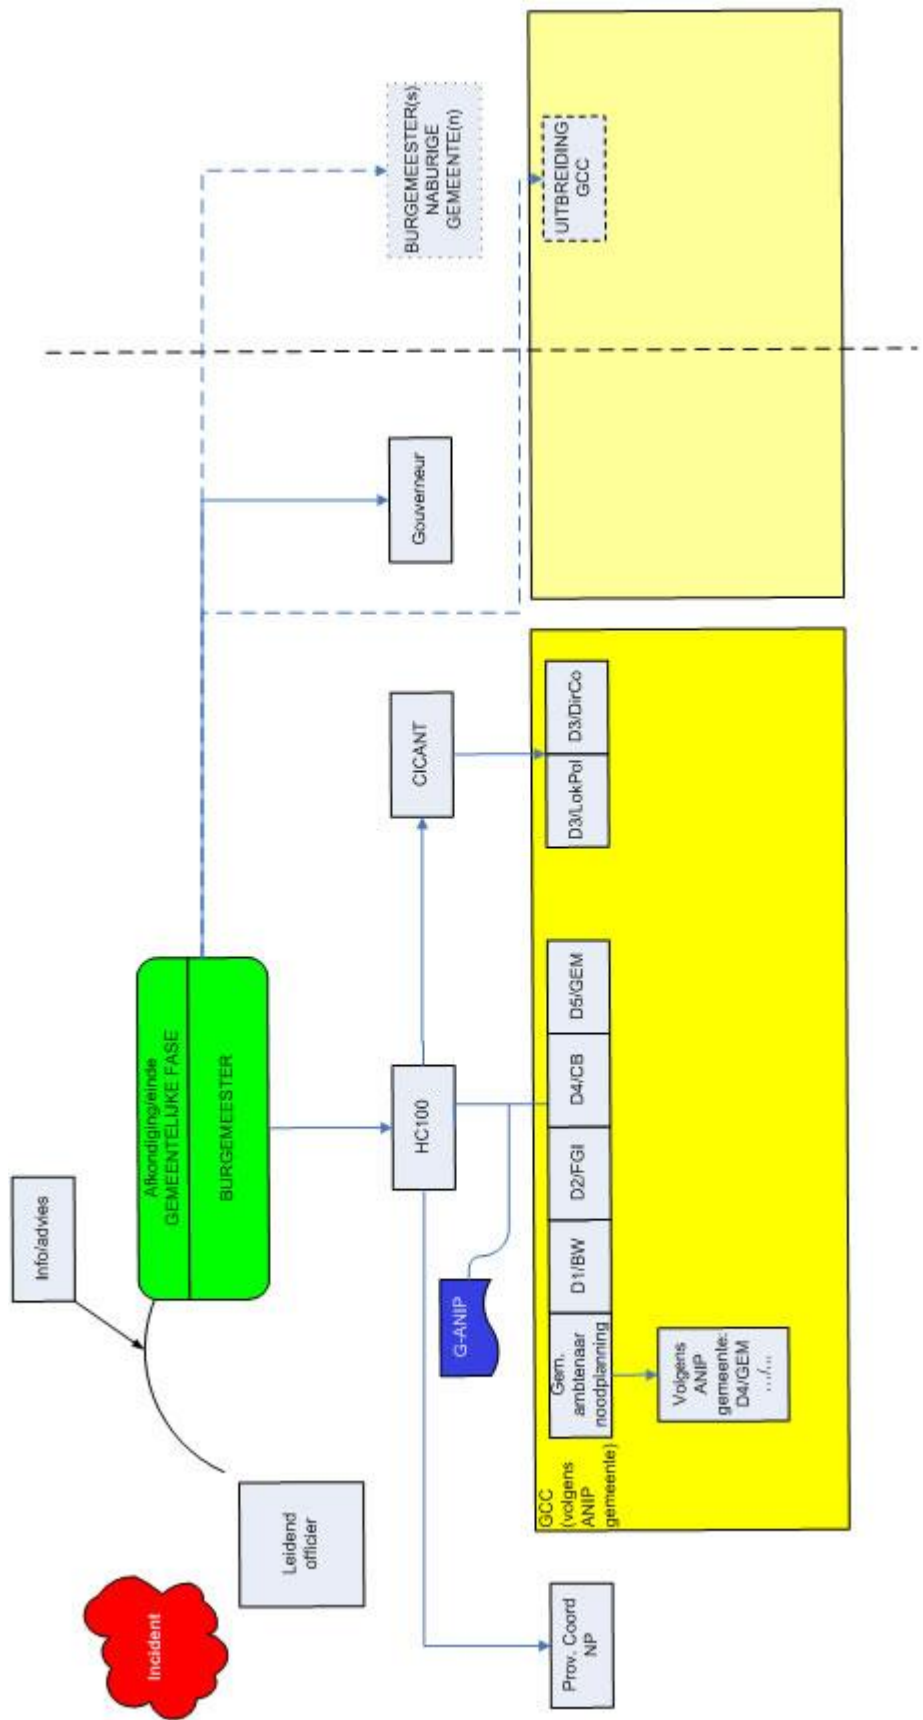 Incident
Leidend
officier
Info/advies
Afkondiging/einde
GEMEENTELIJKE FASE
BURGEMEESTER
Prov. Coord
NP
G-ANIP
HC100
CICANT
Gouverneur
BURGEMEESTER(s)
NABURIGE
GEMEENTE(n)
GCC
(volgens
ANIP
gemeente)
Gem.
ambtenaar
noodplanning
D1/BW
D2/FGI
D4/CB
D5/GEM
D3/LokPol
D3/DirCo
Volgens
ANIP
gemeente:
D4/GEM
…/…
UITBREIDING
GCC